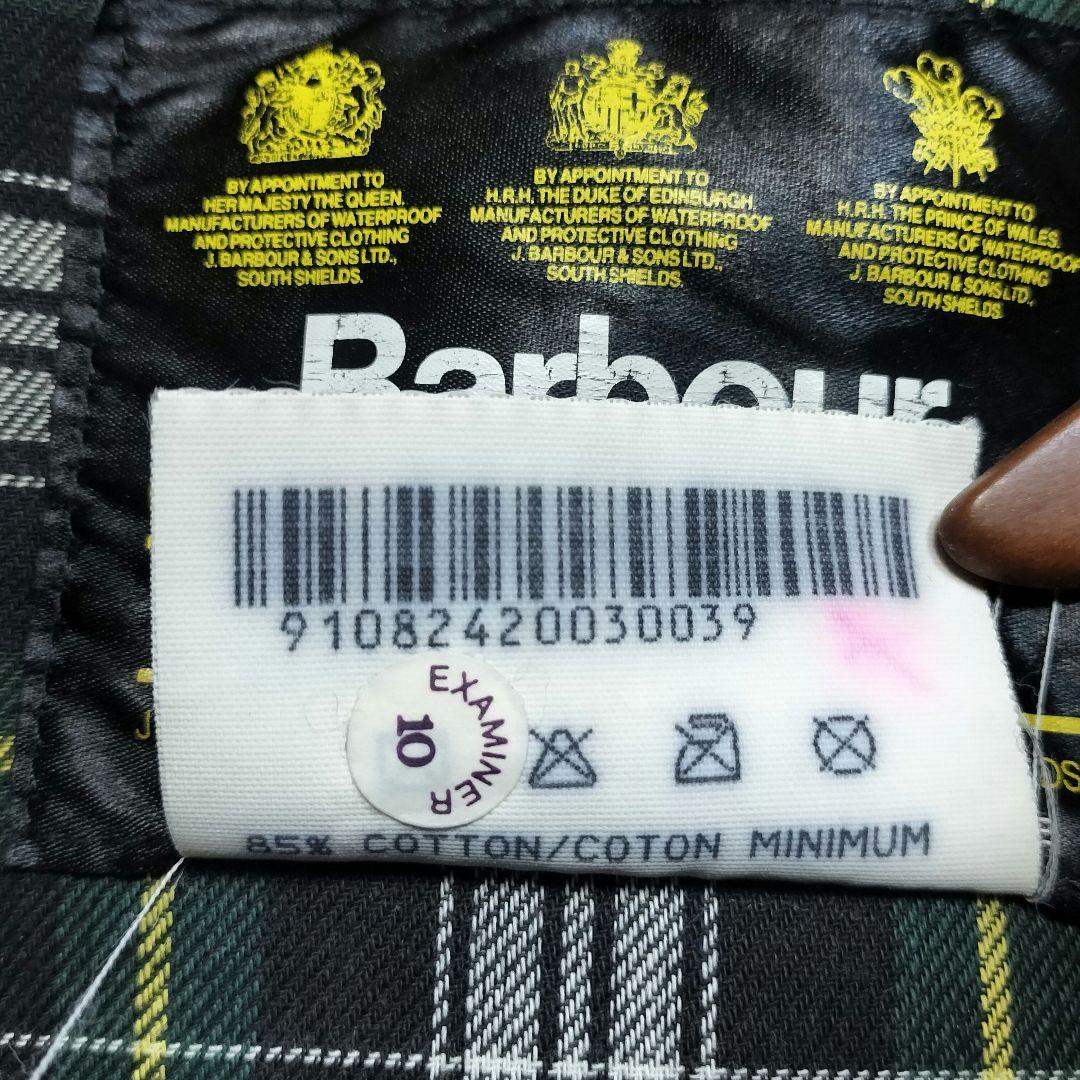 BY APPOINTMENT TO
HER MAJESTY THE QUEEN.
MANUFACTURERS OF WATERPROOF
AND PROTECTIVE CLOTHING
J. BARBOUR & SONS LTD.,
SOUTH SHIELDS.
BY APPOINTMENT TO
H.R.H. THE DUKE OF EDINBURGH.
MANUFACTURERS OF WATERPROOF
AND PROTECTIVE CLOTHING
J. BARBOUR & SONS LTD.,
SOUTH SHIELDS.
BY APPOINTMENT TO
H.R.H. THE PRINCE OF WALES.
MANUFACTURERS OF WATERPROOF
AND PROTECTIVE CLOTHING
J. BARBOUR & SONS LTD.,
SOUTH SHIELDS.
Barbour
91082420030039
EXAMINER
10
85% COTTON/COTON MINIMUM